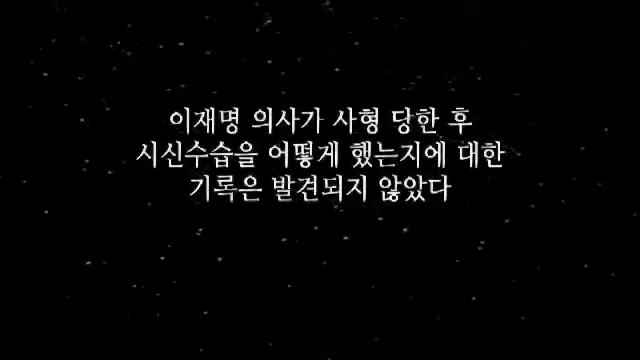 이재명 의사가 사형 당한 후
시신수습을 어떻게 했는지에 대한
기록은 발견되지 않았다